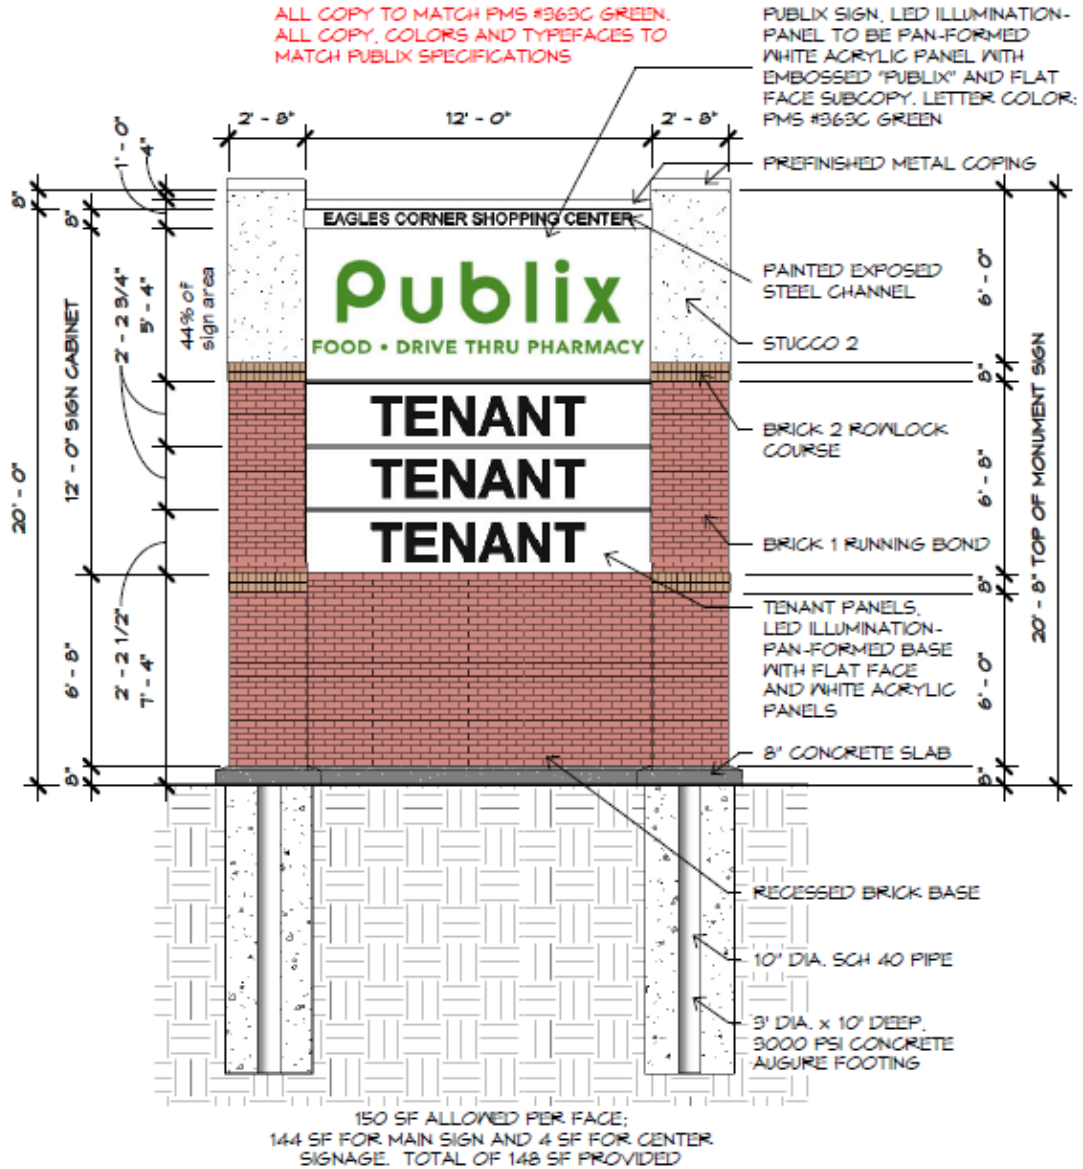 ALL COPY TO MATCH PMS #363C GREEN.
ALL COPY, COLORS AND TYPEFACES TO
MATCH PUBLIX SPECIFICATIONS
PUBLIX SIGN, LED ILLUMINATION-
PANEL TO BE PAN-FORMED
WHITE ACRYLIC PANEL WITH
EMBOSSED "PUBLIX" AND FLAT
FACE SUBCOPY. LETTER COLOR:
PMS #363C GREEN
2' - 8"
12' - 0"
2' - 8"
PREFINISHED METAL COPING
EAGLES CORNER SHOPPING CENTER
PAINTED EXPOSED
STEEL CHANNEL
Publix
FOOD • DRIVE THRU PHARMACY
STUCCO 2
TENANT
TENANT
TENANT
BRICK 2 ROWLOCK
COURSE
BRICK 1 RUNNING BOND
TENANT PANELS,
LED ILLUMINATION-
PAN-FORMED BASE
WITH FLAT FACE
AND WHITE ACRYLIC
PANELS
8" CONCRETE SLAB
RECESSED BRICK BASE
10" DIA. SCH 40 PIPE
3' DIA. x 10' DEEP,
3000 PSI CONCRETE
AUGURE FOOTING
8"
20' - 0"
8"
12' - 0" SIGN CABINET
6' - 8"
8"
1' - 0"
4"
2' - 2 3/4"
5' - 4"
44% of
sign area
2' - 2 1/2"
7' - 4"
6' - 0"
8"
6' - 8"
8"
6' - 0"
8"
20' - 8" TOP OF MONUMENT SIGN
150 SF ALLOWED PER FACE;
144 SF FOR MAIN SIGN AND 4 SF FOR CENTER
SIGNAGE. TOTAL OF 148 SF PROVIDED